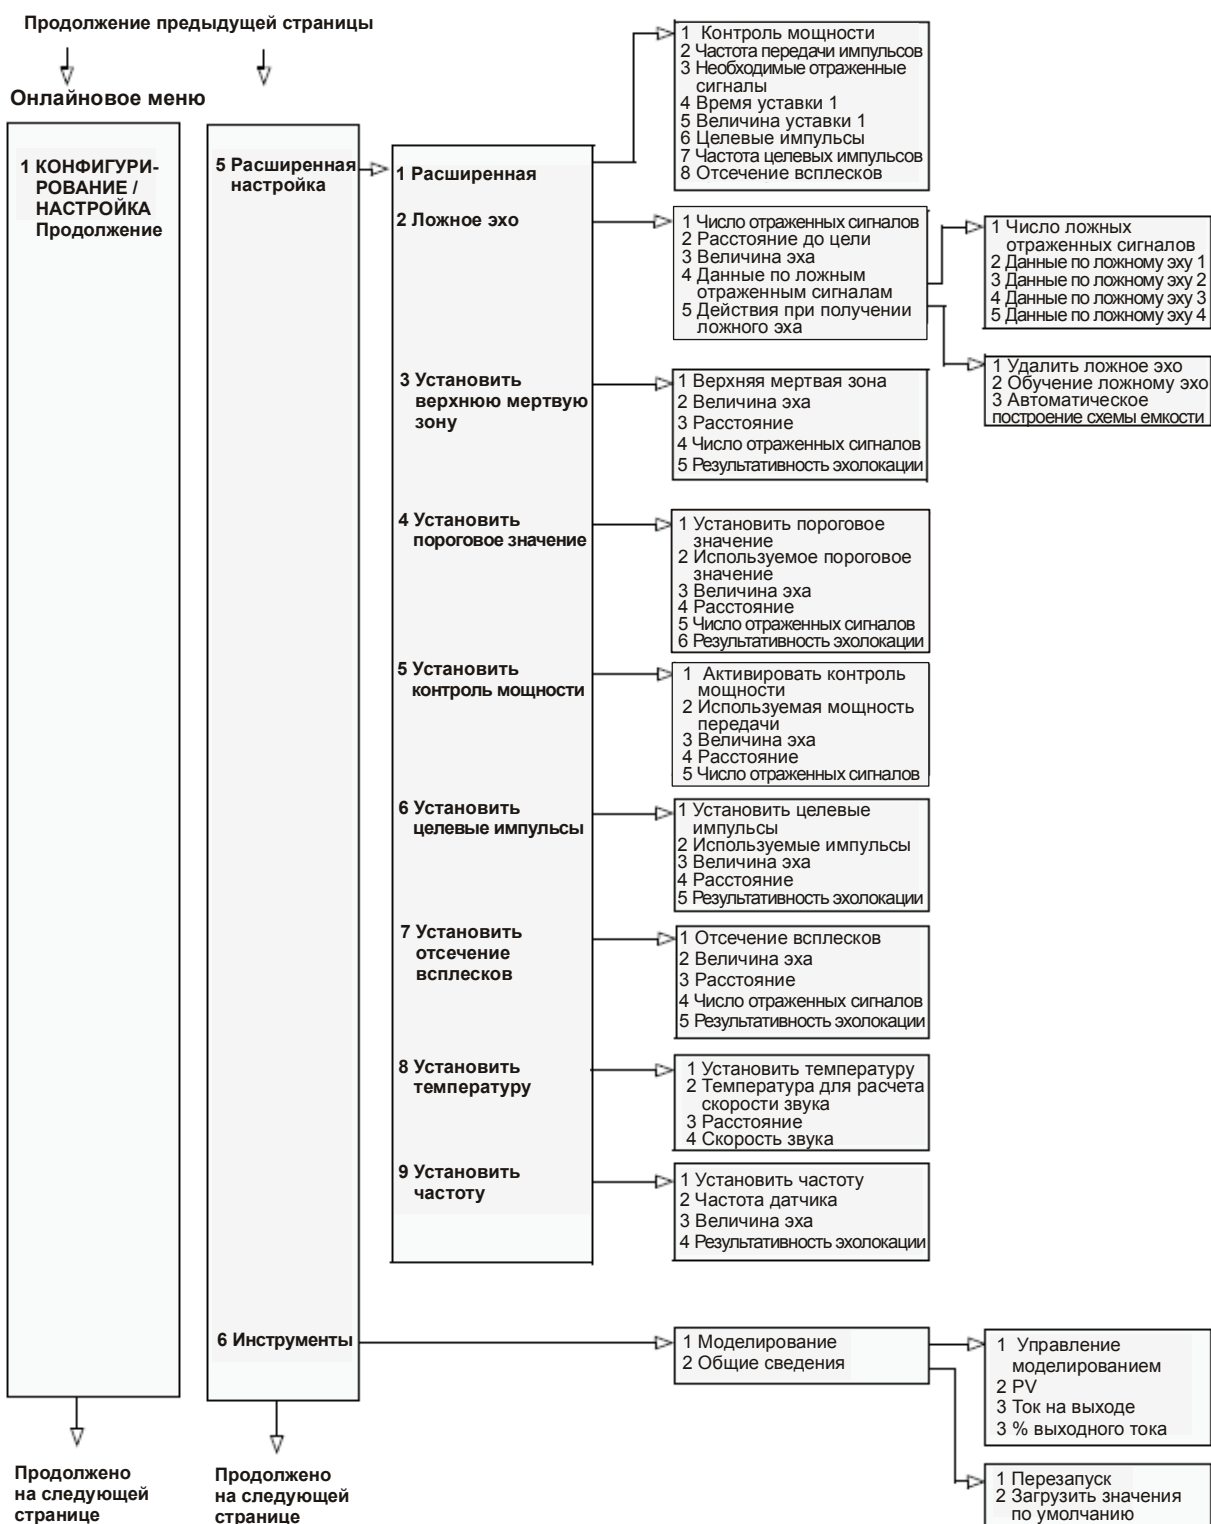 Продолжение предыдущей страницы
Онлайновое меню
1 КОНФИГУРИ-
РОВАНИЕ /
НАСТРОЙКА
Продолжение
5 Расширенная
настройка
1 Расширенная
1 Контроль мощности
2 Частота передачи импульсов
3 Необходимые отраженные
сигналы
4 Время уставки 1
5 Величина уставки 1
6 Целевые импульсы
7 Частота целевых импульсов
8 Отсечение всплесков
2 Ложное эхо
1 Число отраженных сигналов
2 Расстояние до цели
3 Величина эха
4 Данные по ложным
отраженным сигналам
5 Действия при получении
ложного эха
1 Число ложных
отраженных сигналов
2 Данные по ложному эху 1
3 Данные по ложному эху 2
4 Данные по ложному эху 3
5 Данные по ложному эху 4
1 Удалить ложное эхо
2 Обучение ложному эхо
3 Автоматическое
построение схемы емкости
3 Установить
верхнюю мертвую
зону
1 Верхняя мертвая зона
2 Величина эха
3 Расстояние
4 Число отраженных сигналов
5 Результативность эхолокации
4 Установить
пороговое значение
1 Установить пороговое
значение
2 Используемое пороговое
значение
3 Величина эха
4 Расстояние
5 Число отраженных сигналов
6 Результативность эхолокации
5 Установить
контроль мощности
1 Активировать контроль
мощности
2 Используемая мощность
передачи
3 Величина эха
4 Расстояние
5 Число отраженных сигналов
6 Установить
целевые импульсы
1 Установить целевые
импульсы
2 Используемые импульсы
3 Величина эха
4 Расстояние
5 Результативность эхолокации
7 Установить
отсечение
всплесков
1 Отсечение всплесков
2 Величина эха
3 Расстояние
4 Число отраженных сигналов
5 Результативность эхолокации
8 Установить
температуру
1 Установить температуру
2 Температура для расчета
скорости звука
3 Расстояние
4 Скорость звука
9 Установить
частоту
1 Установить частоту
2 Частота датчика
3 Величина эха
4 Результативность эхолокации
6 Инструменты
1 Моделирование
2 Общие сведения
1 Управление
моделированием
2 PV
3 Ток на выходе
3 % выходного тока
1 Перезапуск
2 Загрузить значения
по умолчанию
Продолжено
на следующей
странице
Продолжено
на следующей
странице